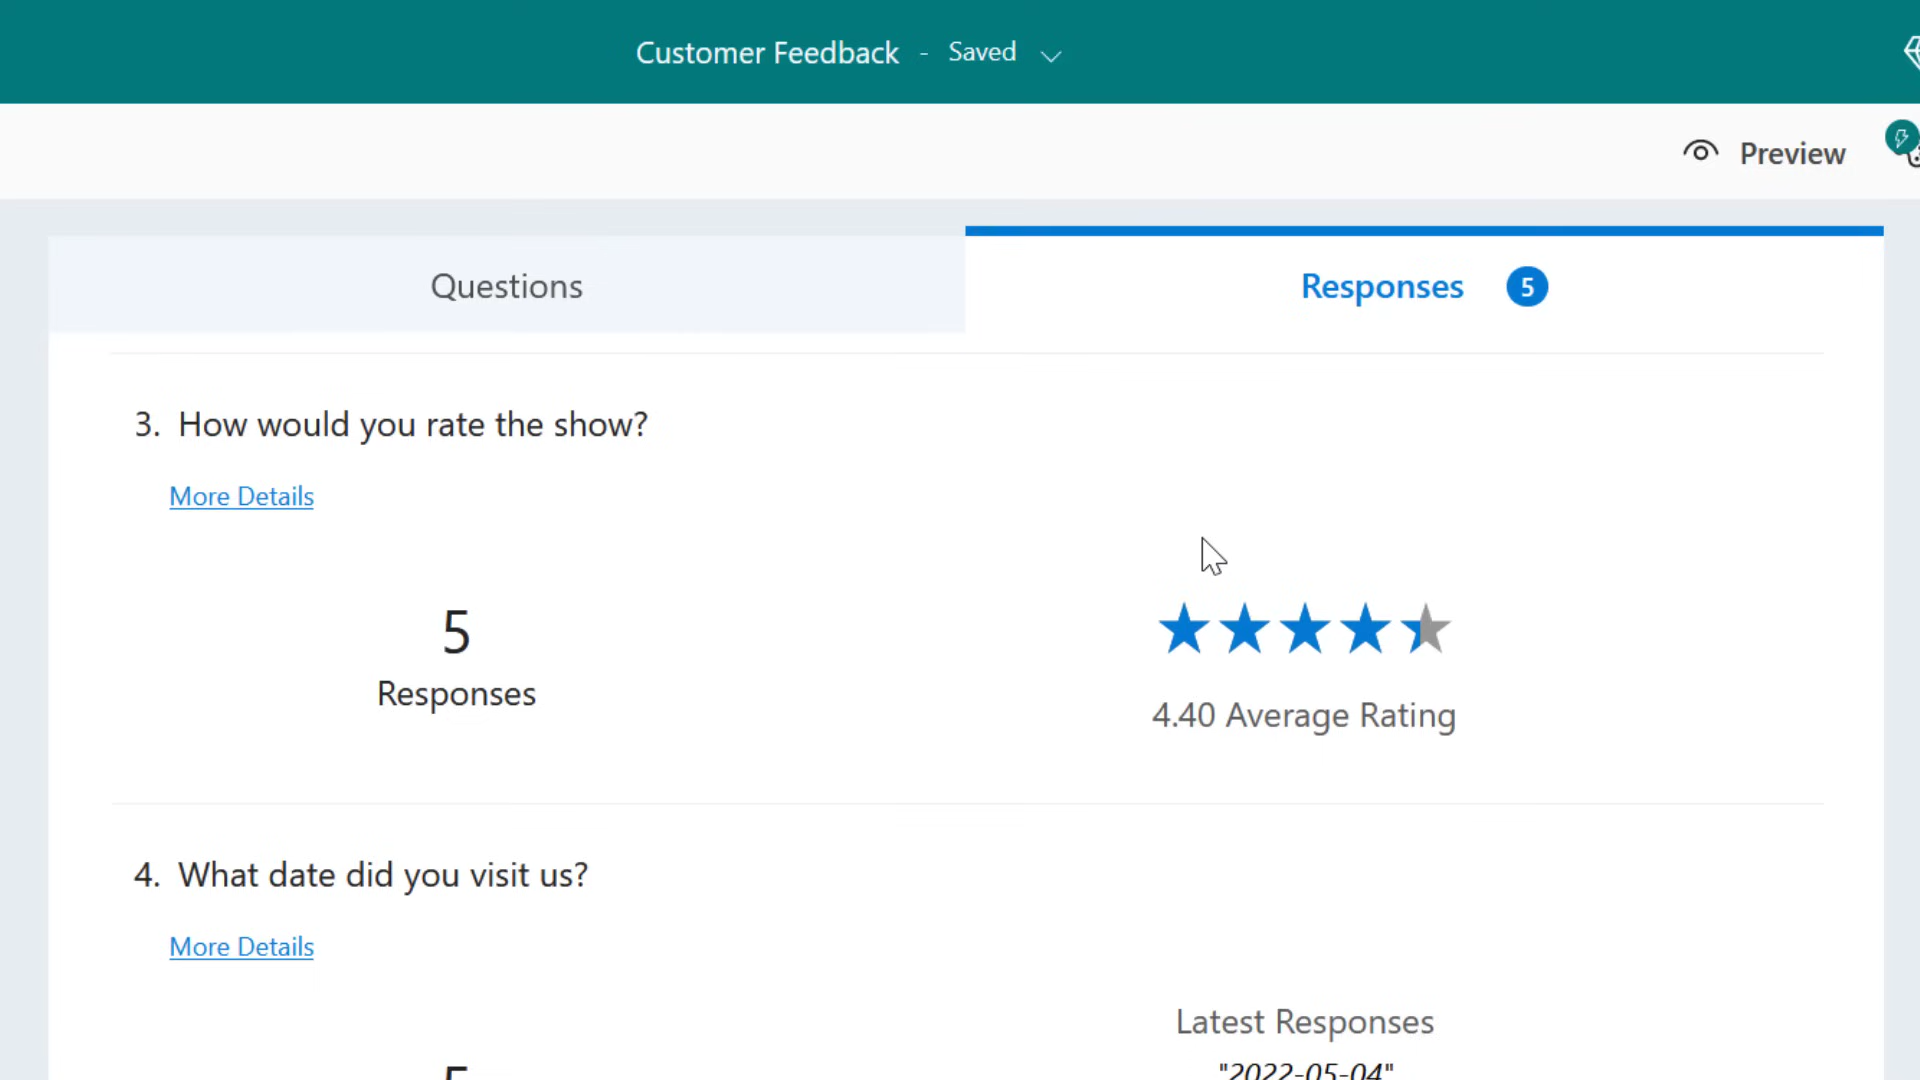 Customer Feedback - Saved
Preview
Questions
Responses 5
3. How would you rate the show?
More Details
5
Responses
4.40 Average Rating
4. What date did you visit us?
More Details
Latest Responses
"2022-05-04"
5